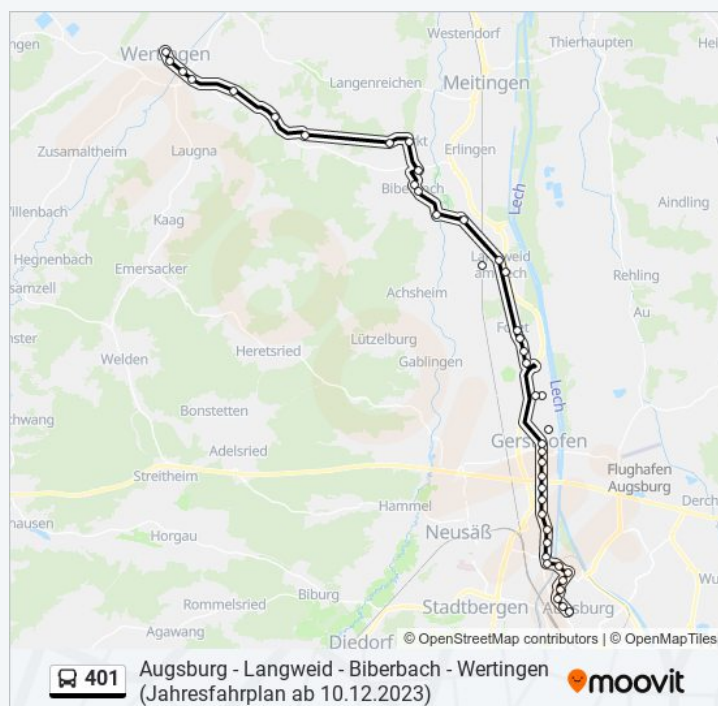 Westendorf
Thierhaupten
Wertingen
Meitingen
Langenreichen
Zusamaltheim
Laugna
Erlingen
Biberbach
Aindling
Lech
Kaag
Hegnenbach
Emersacker
Rehling
Achsheim
Au
Lützelburg
Heretsried
Gablingen
Welden
Lech
Bonstetten
Adelsried
Gersthofen
Streitheim
Flughafen
Augsburg
Hammel
Neusäß
Horgau
Biburg
Rommelsried
Stadtbergen
Augsburg
Agawang
Diedorf
© OpenStreetMap contributors | © OpenMapTiles
401
Augsburg - Langweid - Biberbach - Wertingen
(Jahresfahrplan ab 10.12.2023)
moovit